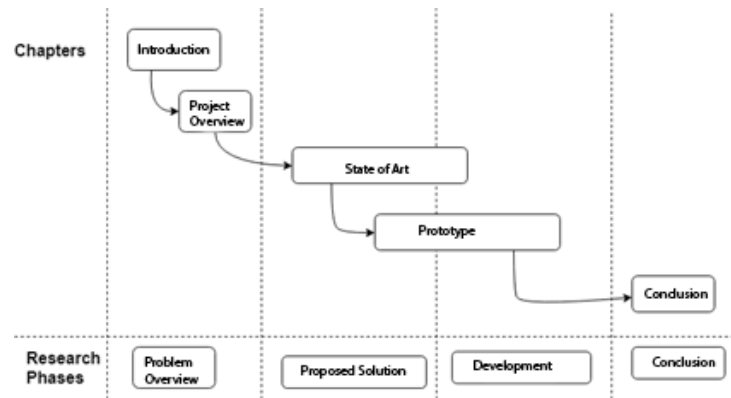 Chapters
Introduction
Project
Overview
State of Art
Prototype
Conclusion
Research
Phases
Problem
Overview
Proposed Solution
Development
Conclusion